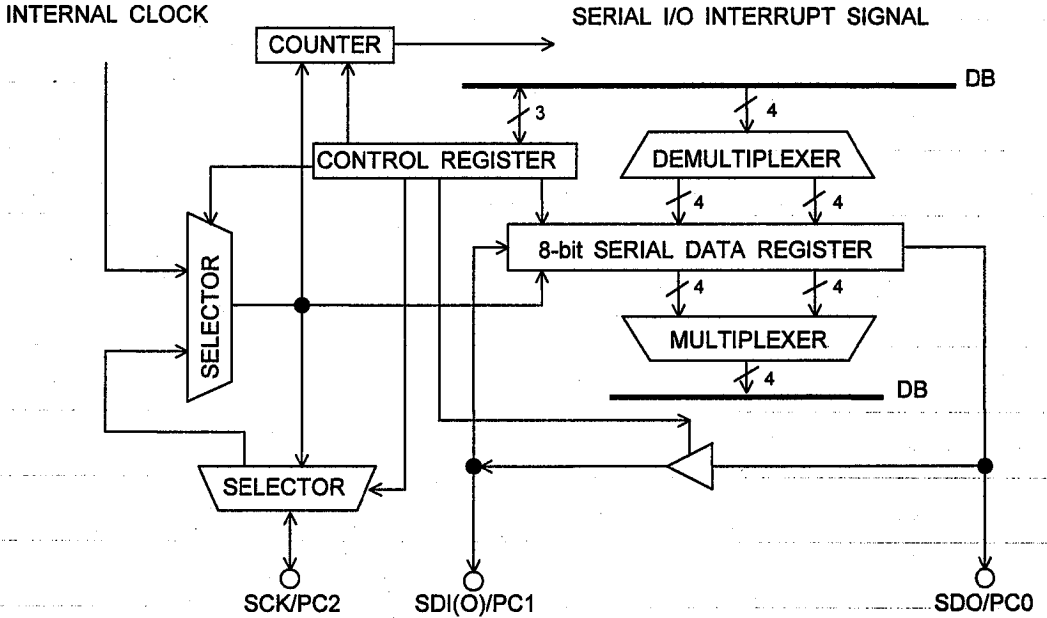 INTERNAL CLOCK
SERIAL I/O INTERRUPT SIGNAL
COUNTER
DB
3
4
CONTROL REGISTER
DEMULTIPLEXER
4
4
8-bit SERIAL DATA REGISTER
SELECTOR
4
4
MULTIPLEXER
4
DB
SELECTOR
SCK/PC2
SDI(O)/PC1
SDO/PC0